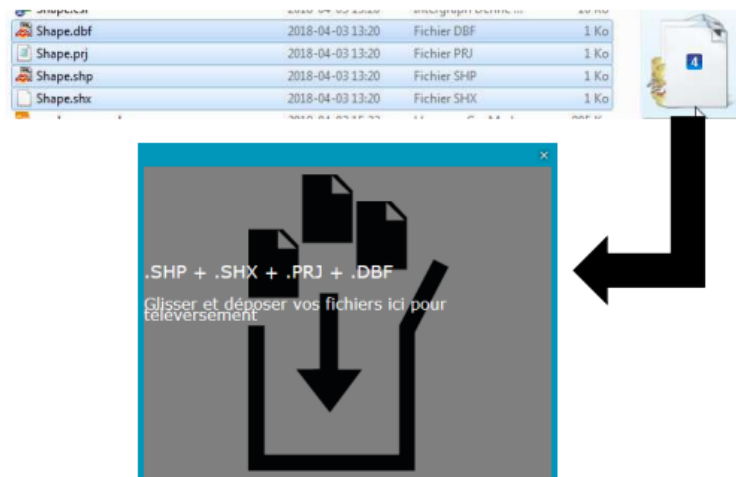 Shape.dbf 2018-04-03 13:20 Fichier DBF 1 Ko
Shape.prj 2018-04-03 13:20 Fichier PRJ 1 Ko
Shape.shp 2018-04-03 13:20 Fichier SHP 1 Ko
Shape.shx 2018-04-03 13:20 Fichier SHX 1 Ko
4
.SHP + .SHX + .PRJ + .DBF
Glisser et déposer vos fichiers ici pour
téléversement